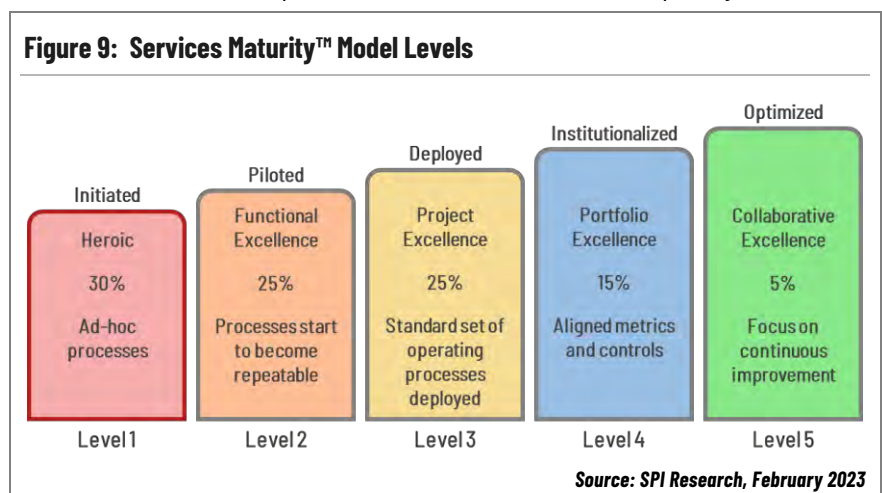 Figure 9: Services Maturity™ Model Levels
Initiated
Heroic
30%
Ad-hoc
processes
Level 1
Piloted
Functional
Excellence
25%
Processes start
to become
repeatable
Level 2
Deployed
Project
Excellence
25%
Standard set of
operating
processes
deployed
Level 3
Institutionalized
Portfolio
Excellence
15%
Aligned metrics
and controls
Level 4
Optimized
Collaborative
Excellence
5%
Focus on
continuous
improvement
Level 5
Source: SPI Research, February 2023